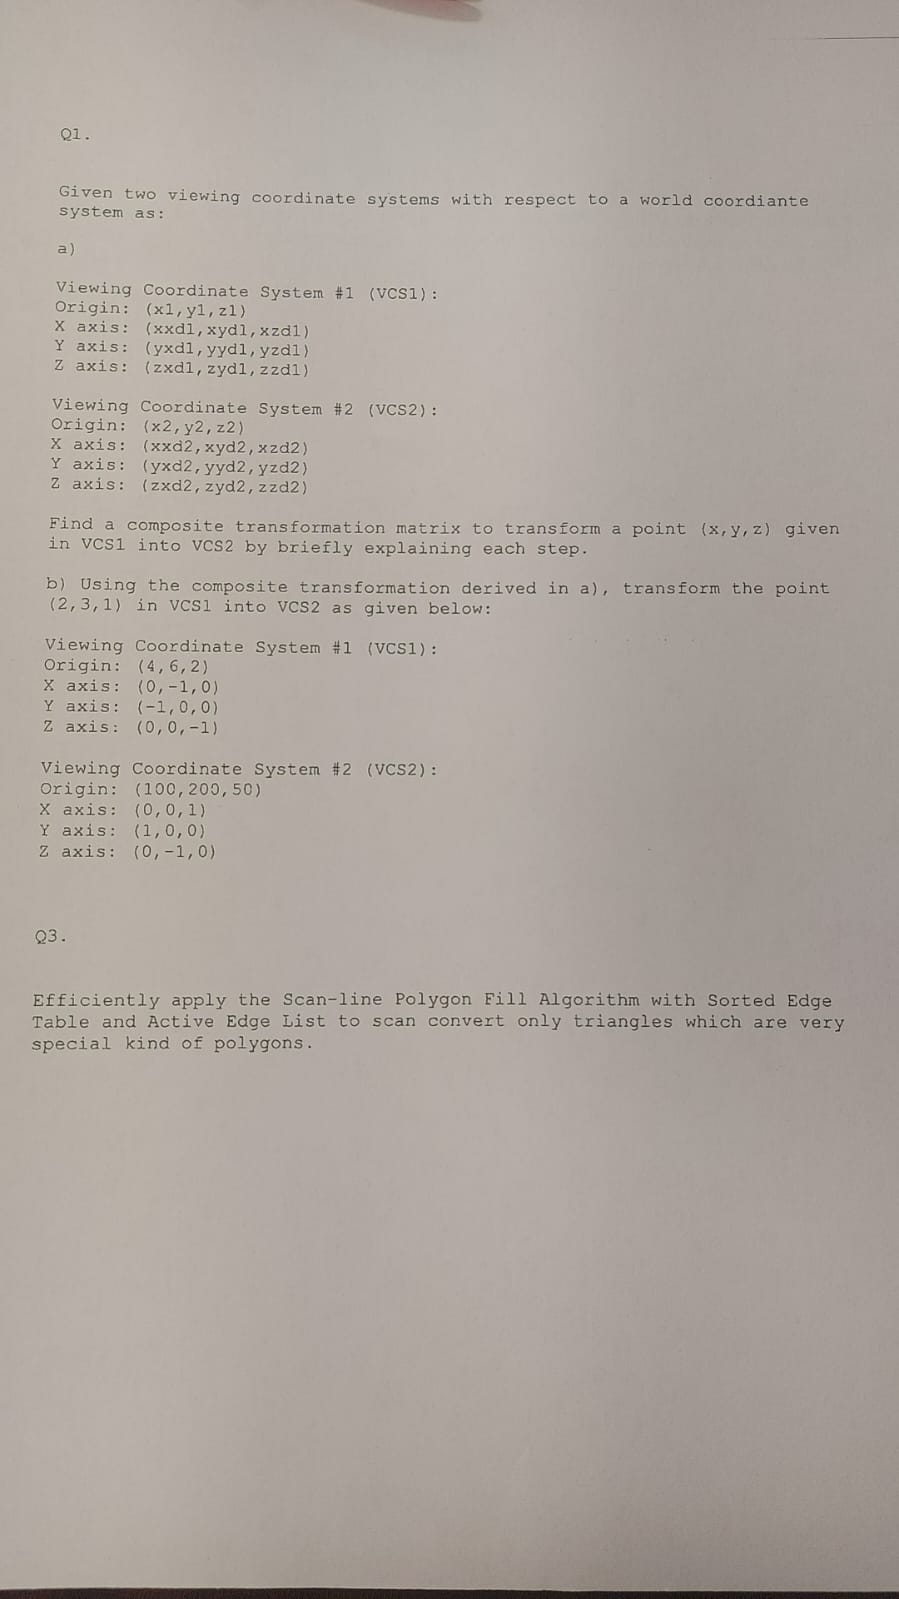 Q1.
Given two viewing coordinate systems with respect to a world coordiante
system as:
a)
Viewing Coordinate System #1 (VCS1):
Origin: (x1,y1,z1)
X axis: (xxd1,xyd1,xzd1)
Y axis: (yxd1,yyd1,yzd1)
Z axis: (zxd1,zyd1,zzd1)
Viewing Coordinate System #2 (VCS2):
Origin: (x2,y2,z2)
X axis: (xxd2,xyd2,xzd2)
Y axis: (yxd2,yyd2,yzd2)
Z axis: (zxd2,zyd2,zzd2)
Find a composite transformation matrix to transform a point (x,y,z) given
in VCS1 into VCS2 by briefly explaining each step.
b) Using the composite transformation derived in a), transform the point
(2,3,1) in VCS1 into VCS2 as given below:
Viewing Coordinate System #1 (VCS1):
Origin: (4,6,2)
X axis: (0,-1,0)
Y axis: (-1,0,0)
Z axis: (0,0,-1)
Viewing Coordinate System #2 (VCS2):
Origin: (100,200,50)
X axis: (0,0,1)
Y axis: (1,0,0)
Z axis: (0,-1,0)
Q3.
Efficiently apply the Scan-line Polygon Fill Algorithm with Sorted Edge
Table and Active Edge List to scan convert only triangles which are very
special kind of polygons.